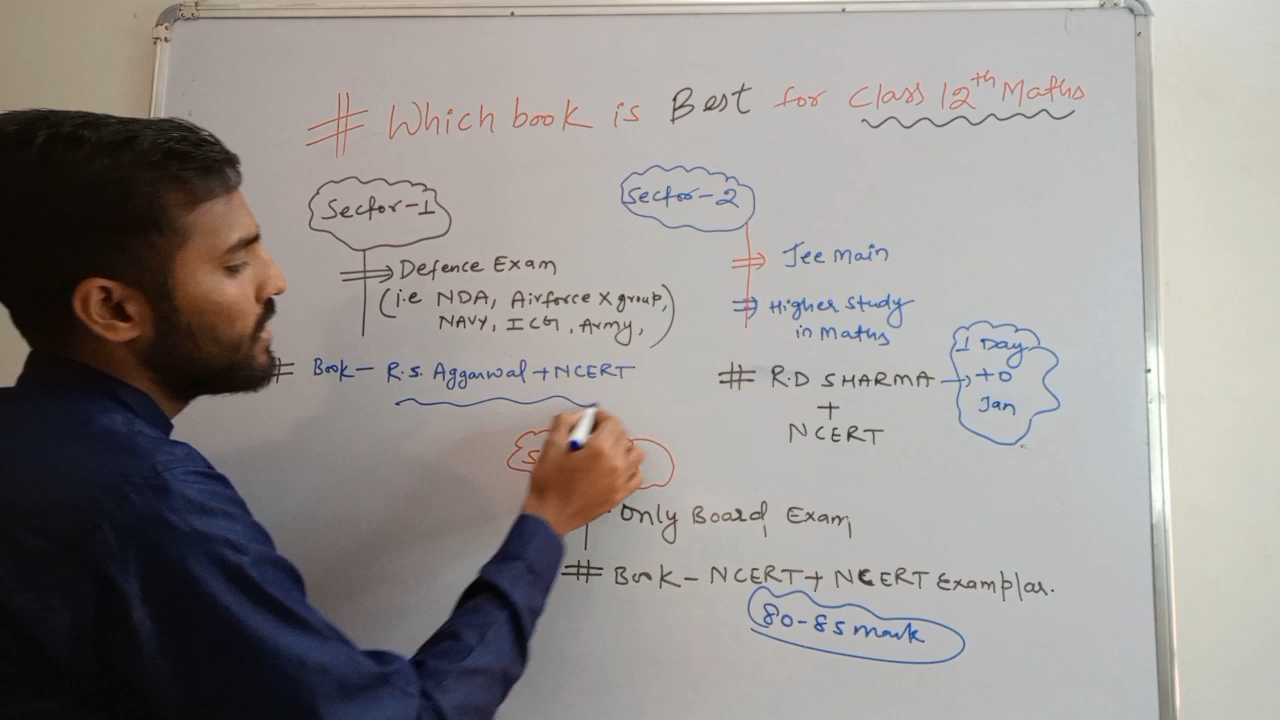 # Which book is Best for Class 12th Maths
Sector-1
⇒ Defence Exam
(i.e NDA, Airforce X group,
NAVY, ICG, Army, )
# Book - R.S. Aggarwal + NCERT
Sector-2
⇒ Jee main
⇒ Higher Study
in Maths
# R.D SHARMA →
+
NCERT
1 Day
to
Jan
Only Board Exam
# Book - NCERT + NCERT Examplar.
80-85 mark